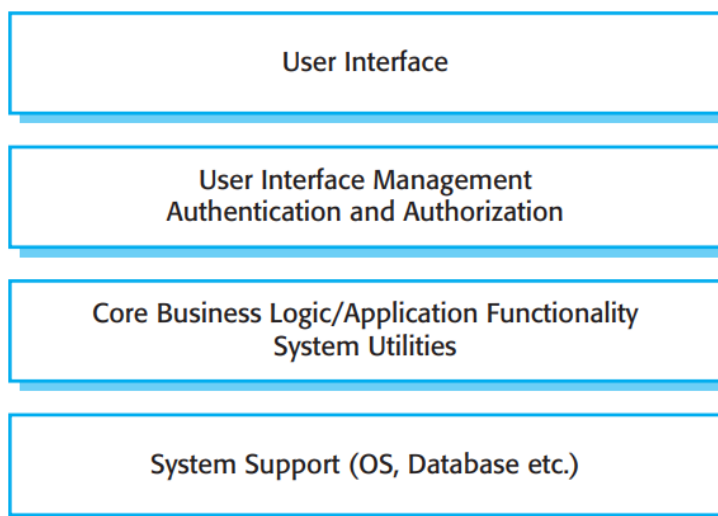 User Interface
User Interface Management
Authentication and Authorization
Core Business Logic/Application Functionality
System Utilities
System Support (OS, Database etc.)